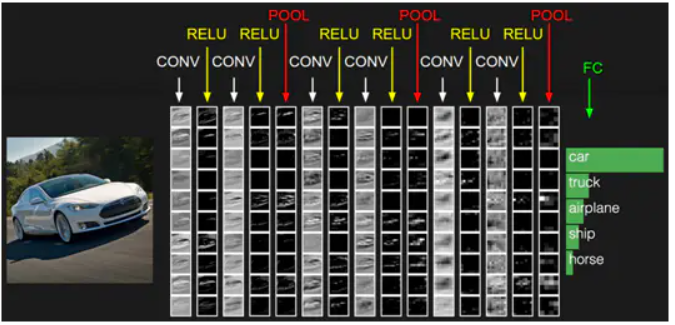 POOL POOL POOL
RELU RELU RELU RELU RELU RELU
CONV CONV CONV CONV CONV CONV
FC
car
truck
airplane
ship
horse